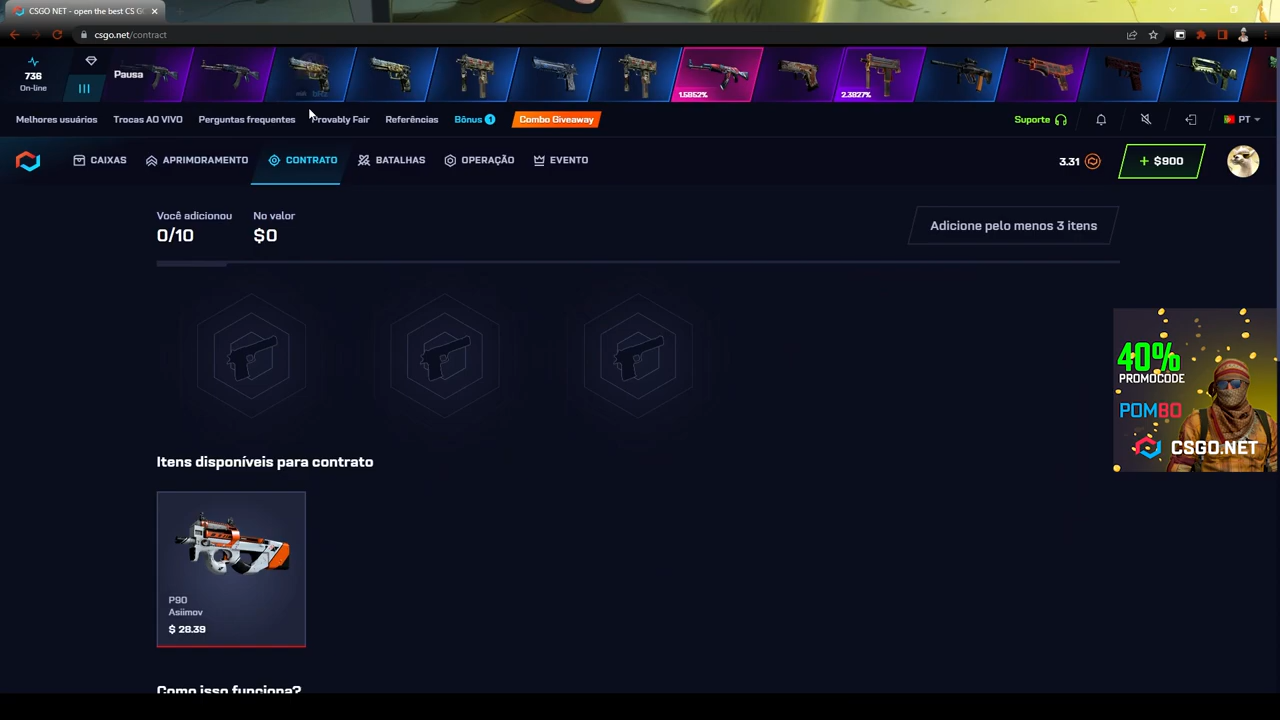 CSGO NET - open the best CS G
csgo.net/contract
738
On-line
Pausa
1.5852%
2.3827%
Melhores usuários
Trocas AO VIVO
Perguntas frequentes
Provably Fair
Referências
Bônus 1
Combo Giveaway
Suporte
PT
CAIXAS
APRIMORAMENTO
CONTRATO
BATALHAS
OPERAÇÃO
EVENTO
3.31
+ $900
Você adicionou
No valor
0/10
$0
Adicione pelo menos 3 itens
40%
PROMOCODE
POMBO
CSGO.NET
Itens disponíveis para contrato
P90
Asiimov
$ 28.39
Como isso funciona?